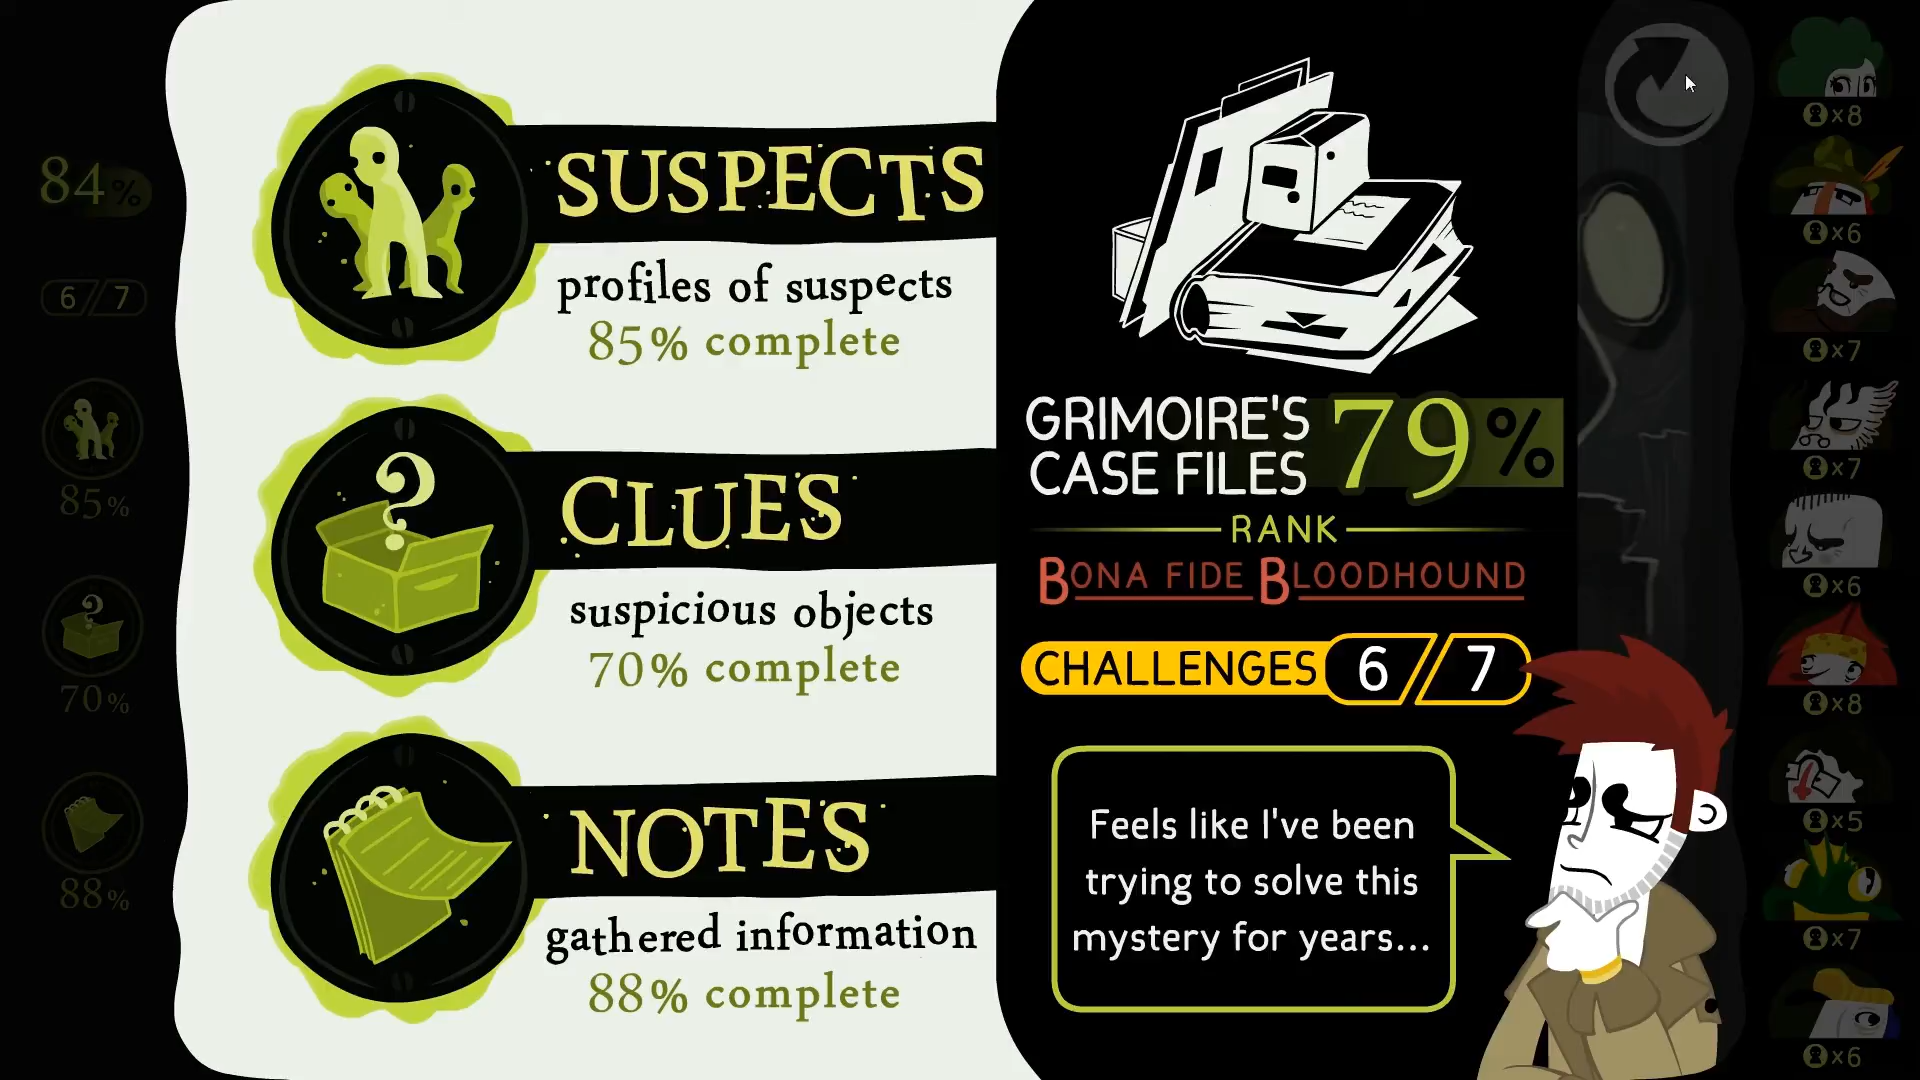 84%
6/7
85%
70%
88%
SUSPECTS
profiles of suspects
85% complete
CLUES
suspicious objects
70% complete
NOTES
gathered information
88% complete
GRIMOIRE'S
CASE FILES
79%
RANK
BONA FIDE BLOODHOUND
CHALLENGES 6/7
Feels like I've been
trying to solve this
mystery for years...
x8
x6
x7
x7
x6
x8
x5
x7
x6